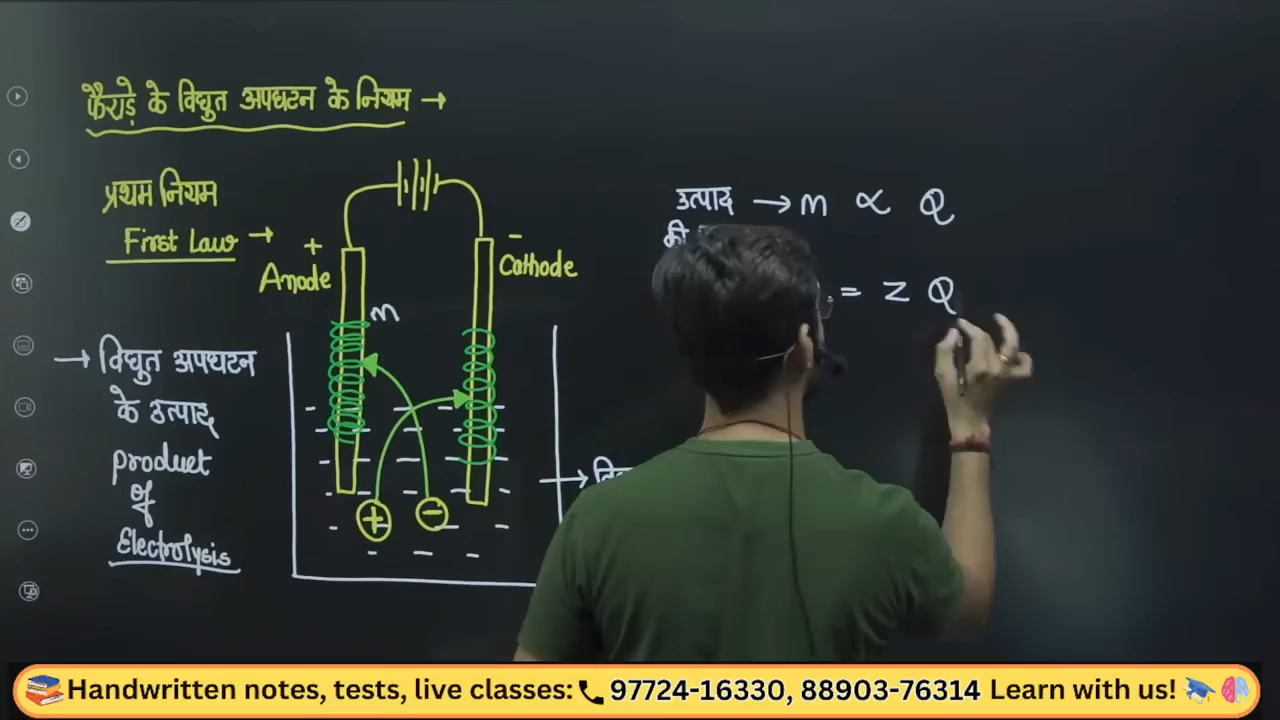 फैराडे के विद्युत अपघटन के नियम →
प्रथम नियम
First Law →
+
Anode
-
Cathode
m
→ विद्युत अपघटन
के उत्पाद
product
of
Electrolysis
+ -
उत्पाद → m ∝ Q
की
= Z Q
→
Handwritten notes, tests, live classes: 97724-16330, 88903-76314 Learn with us!